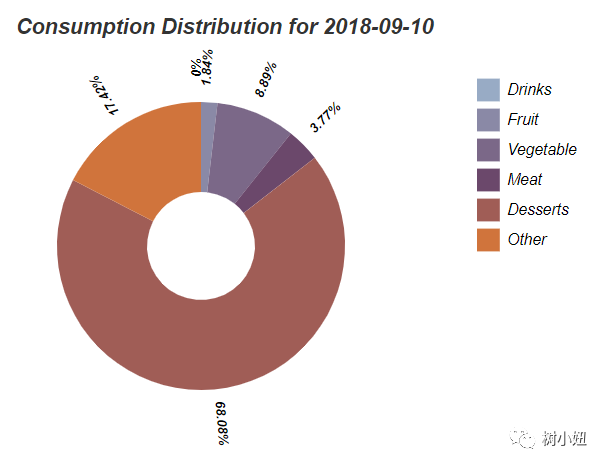 Consumption Distribution for 2018-09-10
0%
1.84%
8.89%
3.77%
68.08%
17.42%
Drinks
Fruit
Vegetable
Meat
Desserts
Other
树小妞